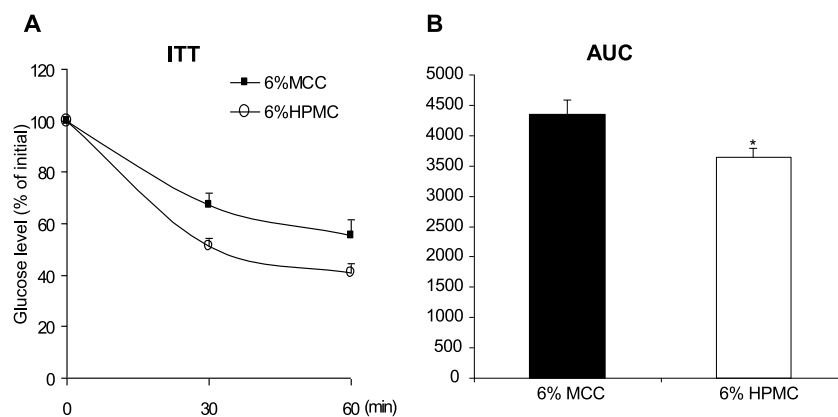 A
ITT
120
100
80
60
40
20
0
Glucose level (% of initial)
0 30 60 (min)
6%MCC
6%HPMC
B
AUC
5000
4500
4000
3500
3000
2500
2000
1500
1000
500
0
*
6% MCC 6% HPMC